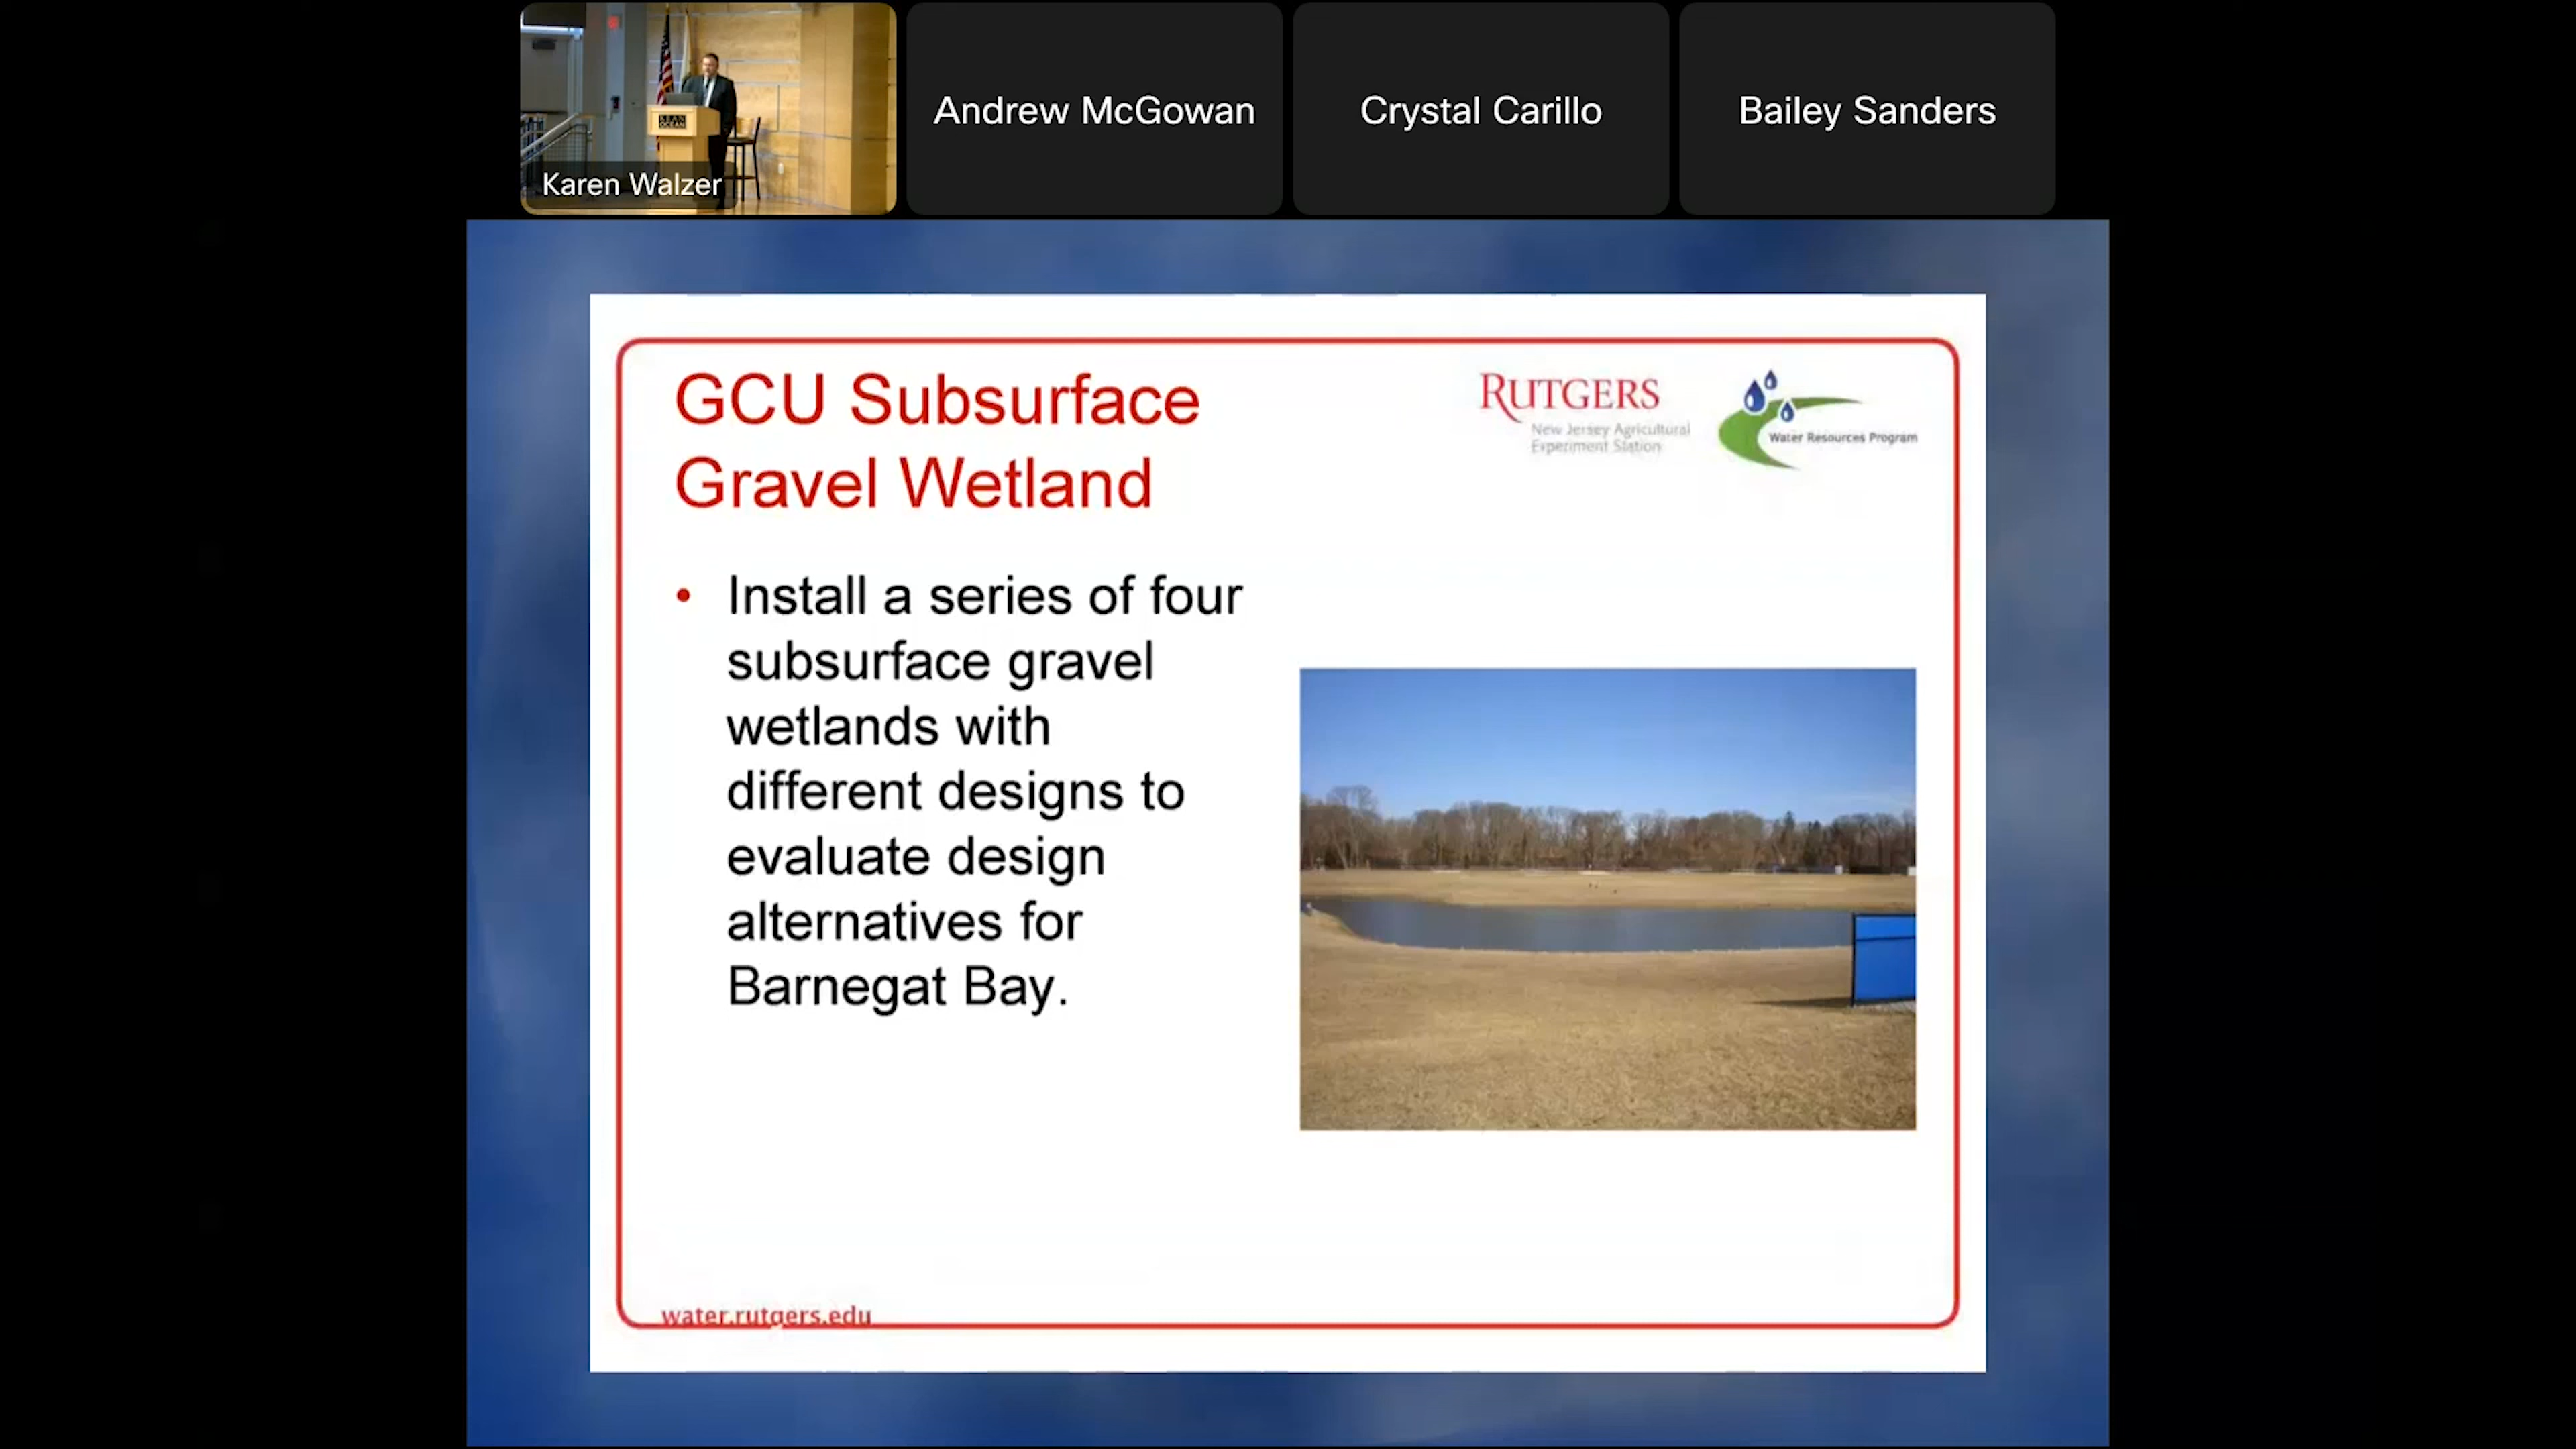 Karen Walzer
Andrew McGowan
Crystal Carillo
Bailey Sanders
GCU Subsurface
Gravel Wetland
RUTGERS
New Jersey Agricultural
Experiment Station
Water Resources Program
• Install a series of four
subsurface gravel
wetlands with
different designs to
evaluate design
alternatives for
Barnegat Bay.
water.rutgers.edu